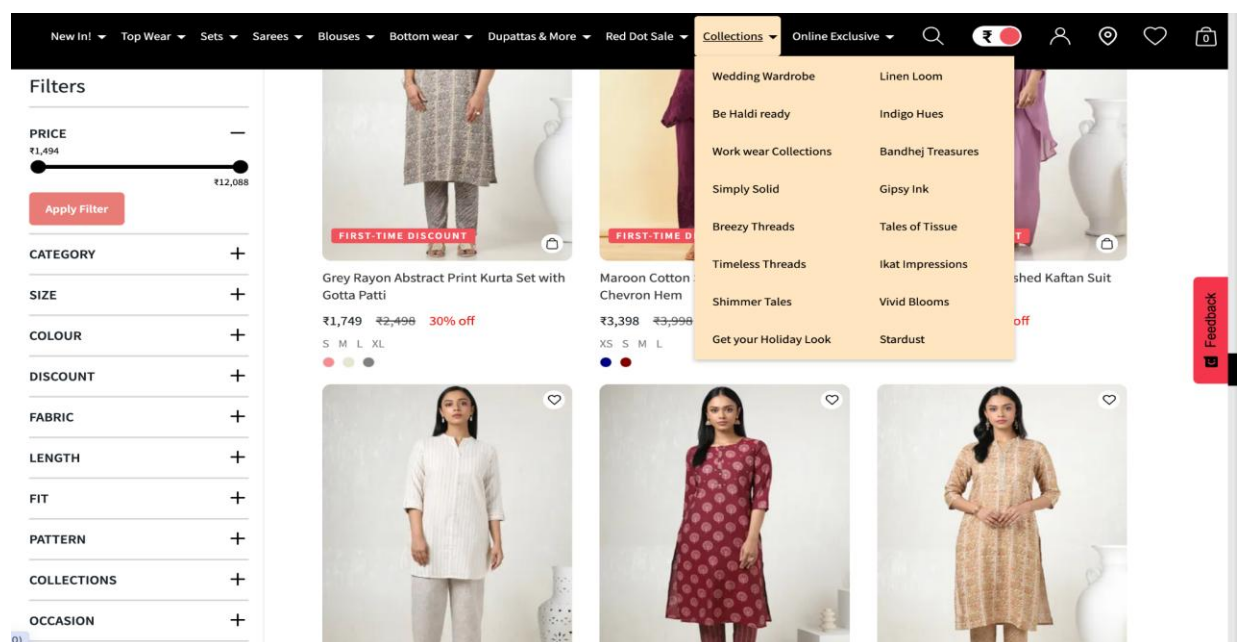 New In! Top Wear Sets Sarees Blouses Bottom wear Dupattas & More Red Dot Sale Collections Online Exclusive ₹ 0
Filters
PRICE
₹1,494
₹12,088
Apply Filter
CATEGORY
SIZE
COLOUR
DISCOUNT
FABRIC
LENGTH
FIT
PATTERN
COLLECTIONS
OCCASION
Wedding Wardrobe
Be Haldi ready
Work wear Collections
Simply Solid
Breezy Threads
Timeless Threads
Shimmer Tales
Get your Holiday Look
Linen Loom
Indigo Hues
Bandhej Treasures
Gipsy Ink
Tales of Tissue
Ikat Impressions
Vivid Blooms
Stardust
FIRST-TIME DISCOUNT
Grey Rayon Abstract Print Kurta Set with
Gotta Patti
₹1,749 ₹2,498 30% off
S M L XL
FIRST-TIME D
Maroon Cotton
Chevron Hem
₹3,398 ₹3,998
XS S M L
T
shed Kaftan Suit
off
Feedback